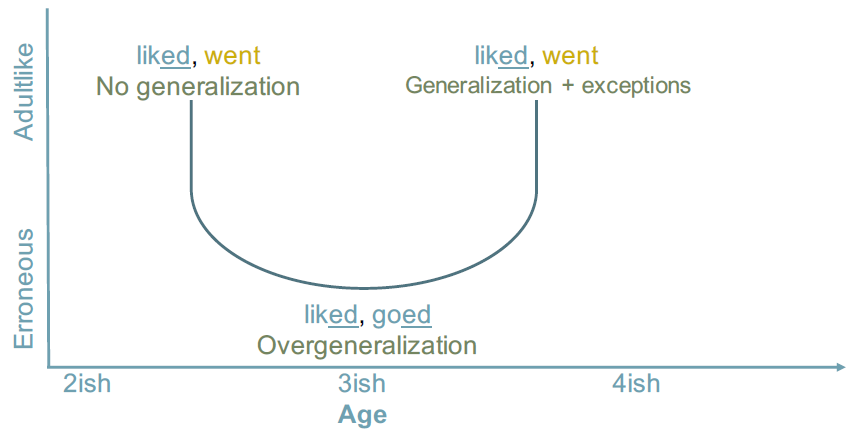 Adultlike
Erroneous
liked, went
No generalization
liked, went
Generalization + exceptions
liked, goed
Overgeneralization
2ish
3ish
4ish
Age